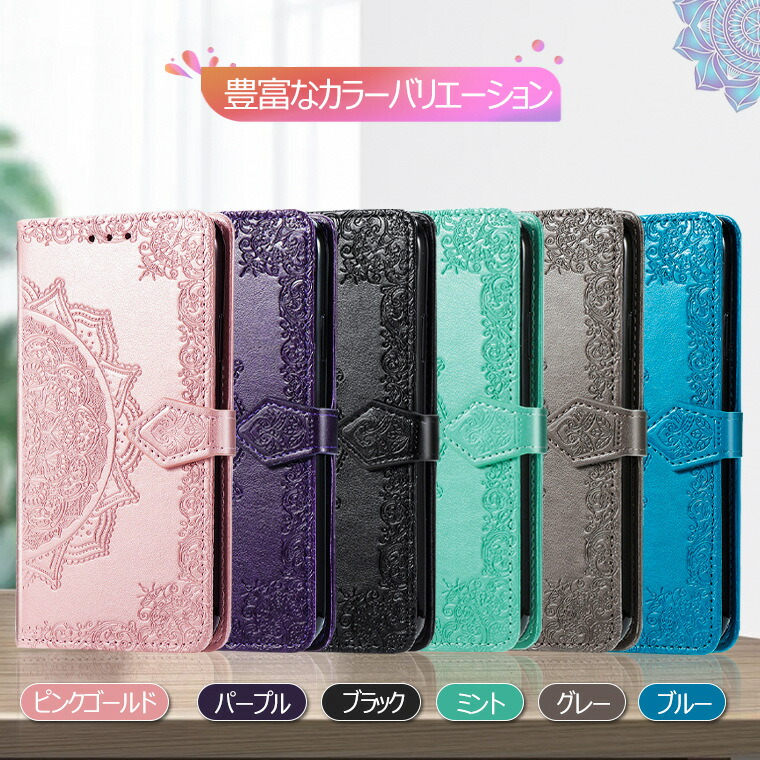 豊富なカラーバリエーション
ピンクゴールド
パープル
ブラック
ミント
グレー
ブルー